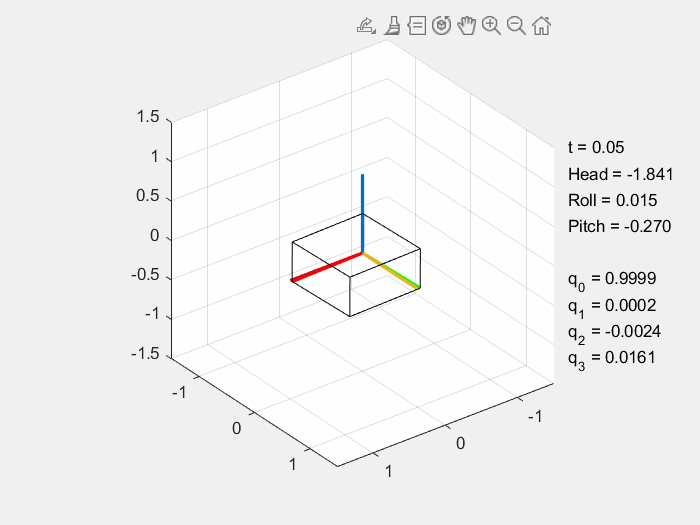 1.5
1
0.5
0
-0.5
-1
-1.5
-1
0
1
1
0
-1
t = 0.05
Head = -1.841
Roll = 0.015
Pitch = -0.270
q0 = 0.9999
q1 = 0.0002
q2 = -0.0024
q3 = 0.0161